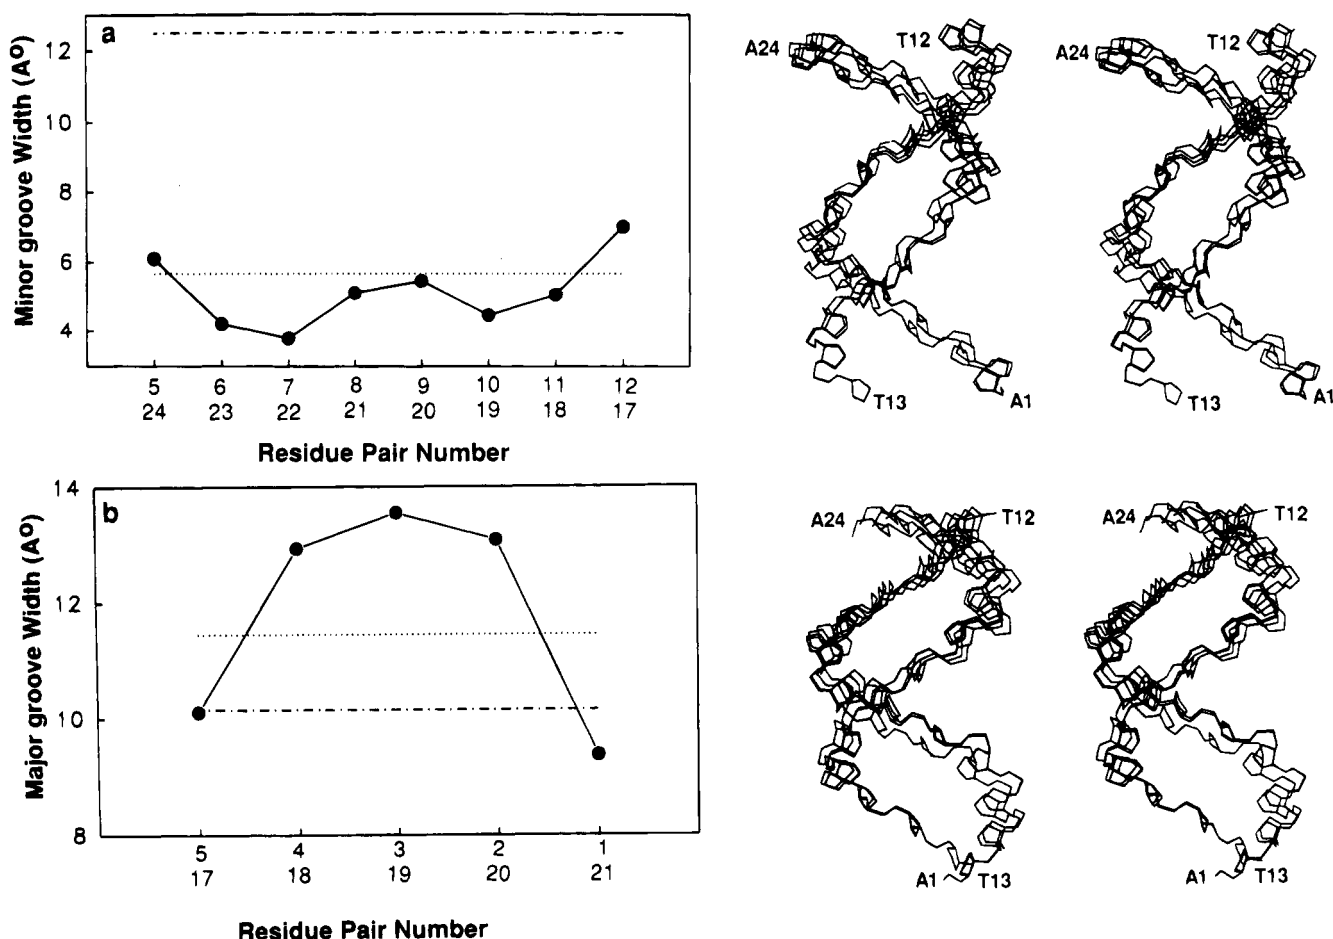 a
Minor groove Width (Aº)
12
10
8
6
4
5 6 7 8 9 10 11 12
24 23 22 21 20 19 18 17
Residue Pair Number
A24 T12 A24 T12
T13 A1 T13 A1
b
Major groove Width (Aº)
14
12
10
8
5 4 3 2 1
17 18 19 20 21
Residue Pair Number
A24 T12 A24 T12
A1 T13 A1 T13